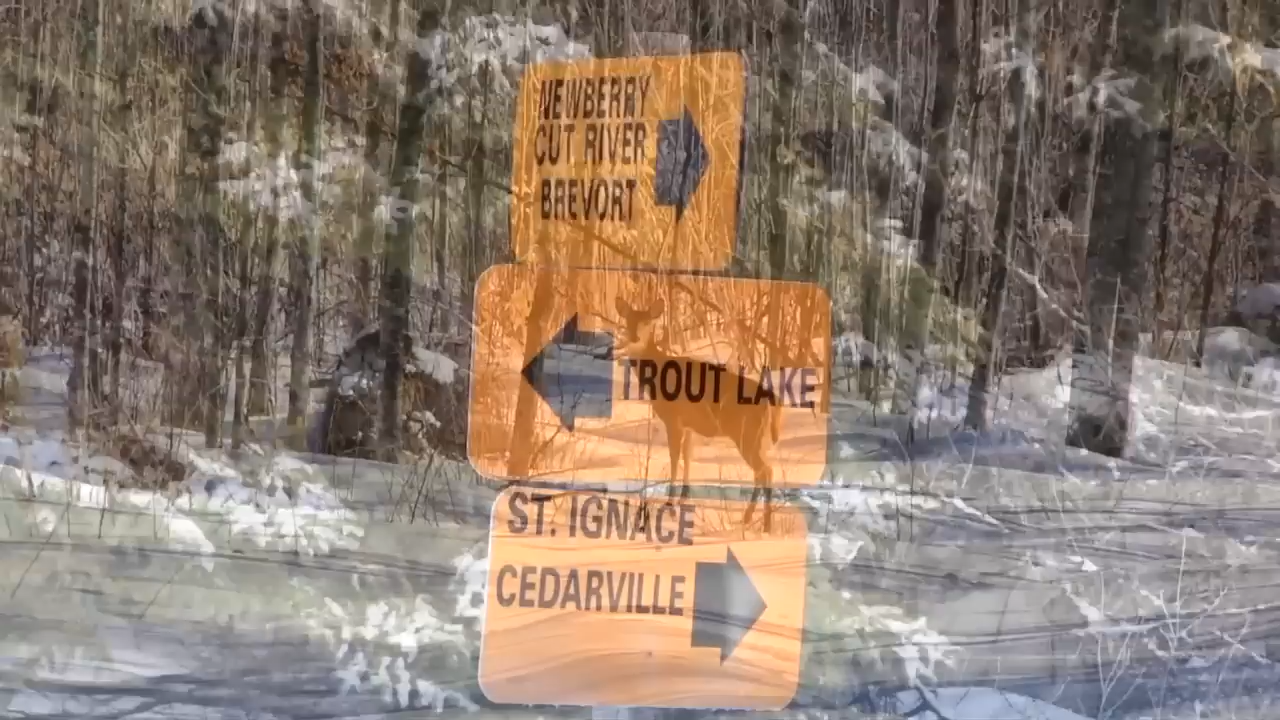 NEWBERRY
CUT RIVER
BREVORT
TROUT LAKE
ST. IGNACE
CEDARVILLE